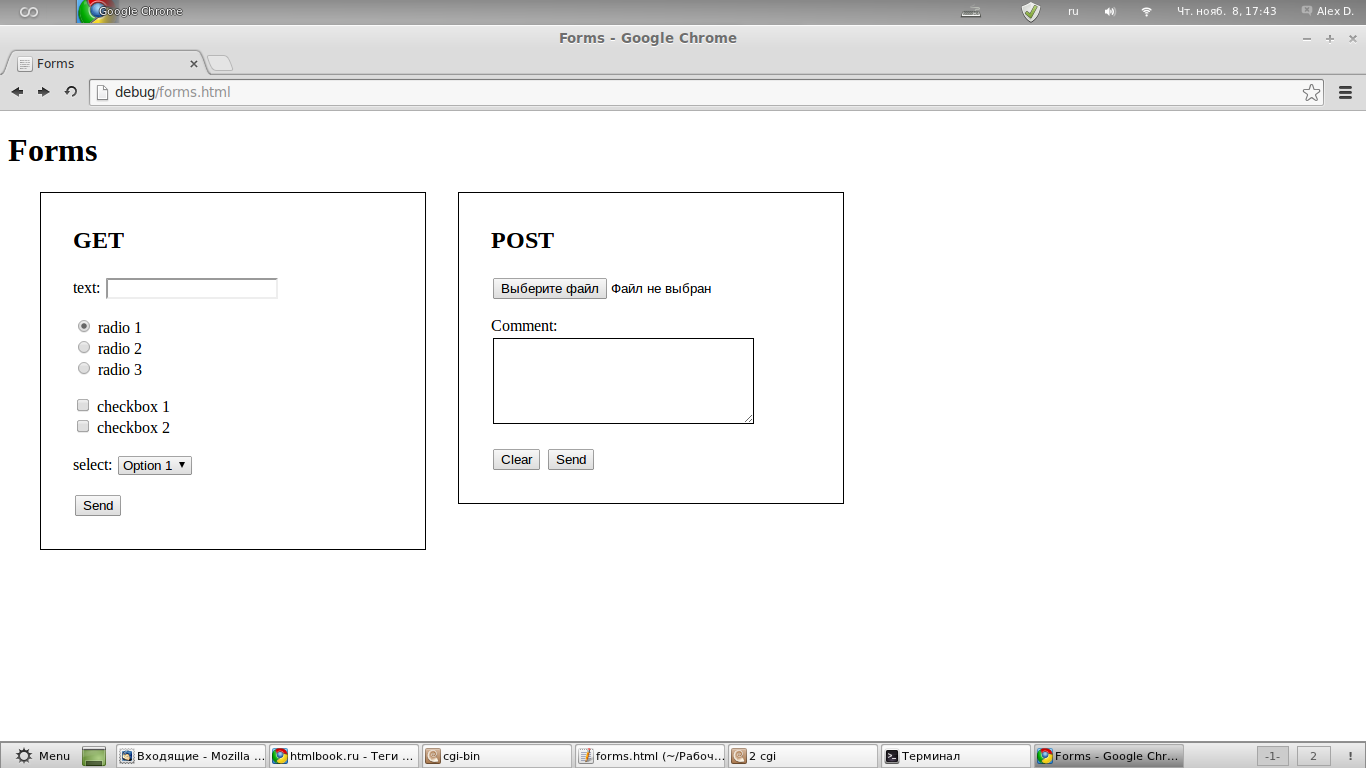 Google Chrome
ru
Чт. нояб. 8, 17:43
Alex D.
Forms - Google Chrome
Forms
debug/forms.html
Forms
GET
text:
radio 1
radio 2
radio 3
checkbox 1
checkbox 2
select: Option 1
Send
POST
Выберите файл Файл не выбран
Comment:
Clear Send
Menu
Входящие - Mozilla ...
htmlbook.ru - Теги ...
cgi-bin
forms.html (~/Рабоч...
2 cgi
Терминал
Forms - Google Chr...
-1-
2
!